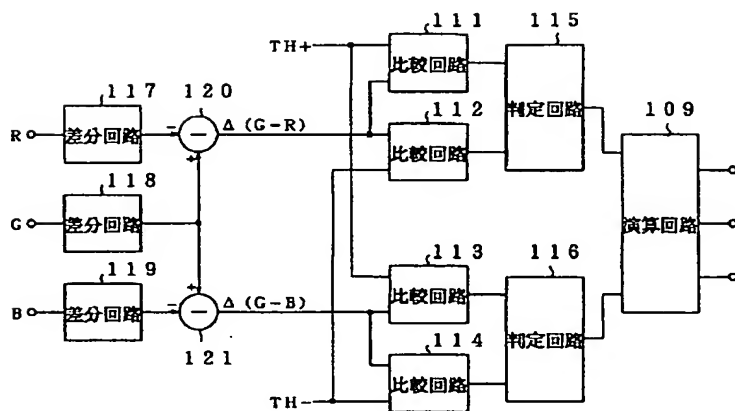 111
115
TH+
比較回路
117
120
112
判定回路
109
R
差分回路
−
−
Δ(G-R)
比較回路
+
118
G
差分回路
演算回路
119
113
116
+
比較回路
B
差分回路
−
−
Δ(G-B)
121
114
判定回路
比較回路
TH-